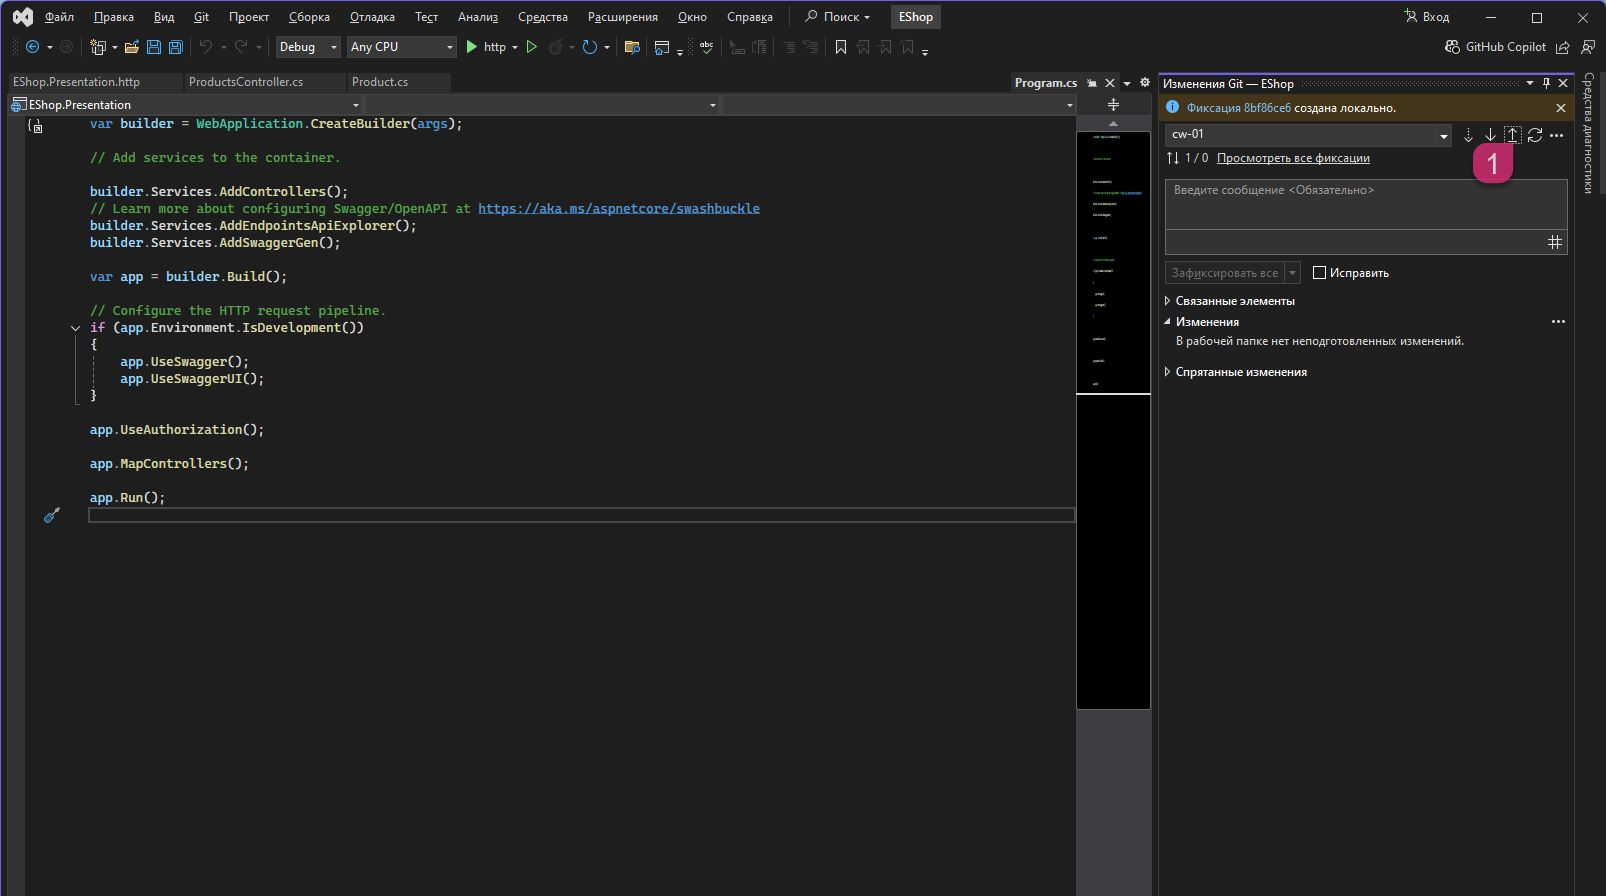 Файл Правка Вид Git Проект Сборка Отладка Тест Анализ Средства Расширения Окно Справка Поиск EShop Вход
Debug Any CPU http abc GitHub Copilot
EShop.Presentation.http ProductsController.cs Product.cs Program.cs
EShop.Presentation
var builder = WebApplication.CreateBuilder(args);
// Add services to the container.
builder.Services.AddControllers();
// Learn more about configuring Swagger/OpenAPI at https://aka.ms/aspnetcore/swashbuckle
builder.Services.AddEndpointsApiExplorer();
builder.Services.AddSwaggerGen();
var app = builder.Build();
// Configure the HTTP request pipeline.
if (app.Environment.IsDevelopment())
{
app.UseSwagger();
app.UseSwaggerUI();
}
app.UseAuthorization();
app.MapControllers();
app.Run();
Изменения Git — EShop
Фиксация 8bf86ce6 создана локально.
cw-01
1 / 0 Просмотреть все фиксации
1
Введите сообщение <Обязательно>
Зафиксировать все Исправить
Связанные элементы
Изменения
В рабочей папке нет неподготовленных изменений.
Спрятанные изменения
Средства диагностики